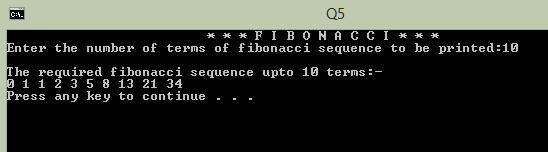 Q5
* * * F I B O N A C C I * * *
Enter the number of terms of fibonacci sequence to be printed:10
The required fibonacci sequence upto 10 terms:-
0 1 1 2 3 5 8 13 21 34
Press any key to continue . . .